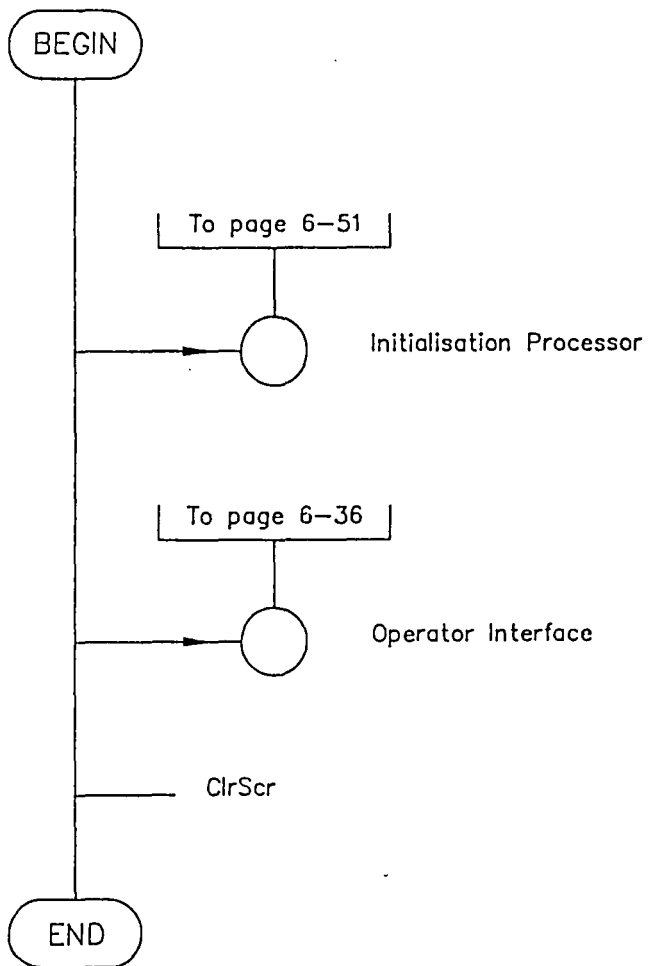 BEGIN
To page 6-51
Initialisation Processor
To page 6-36
Operator Interface
ClrScr
END